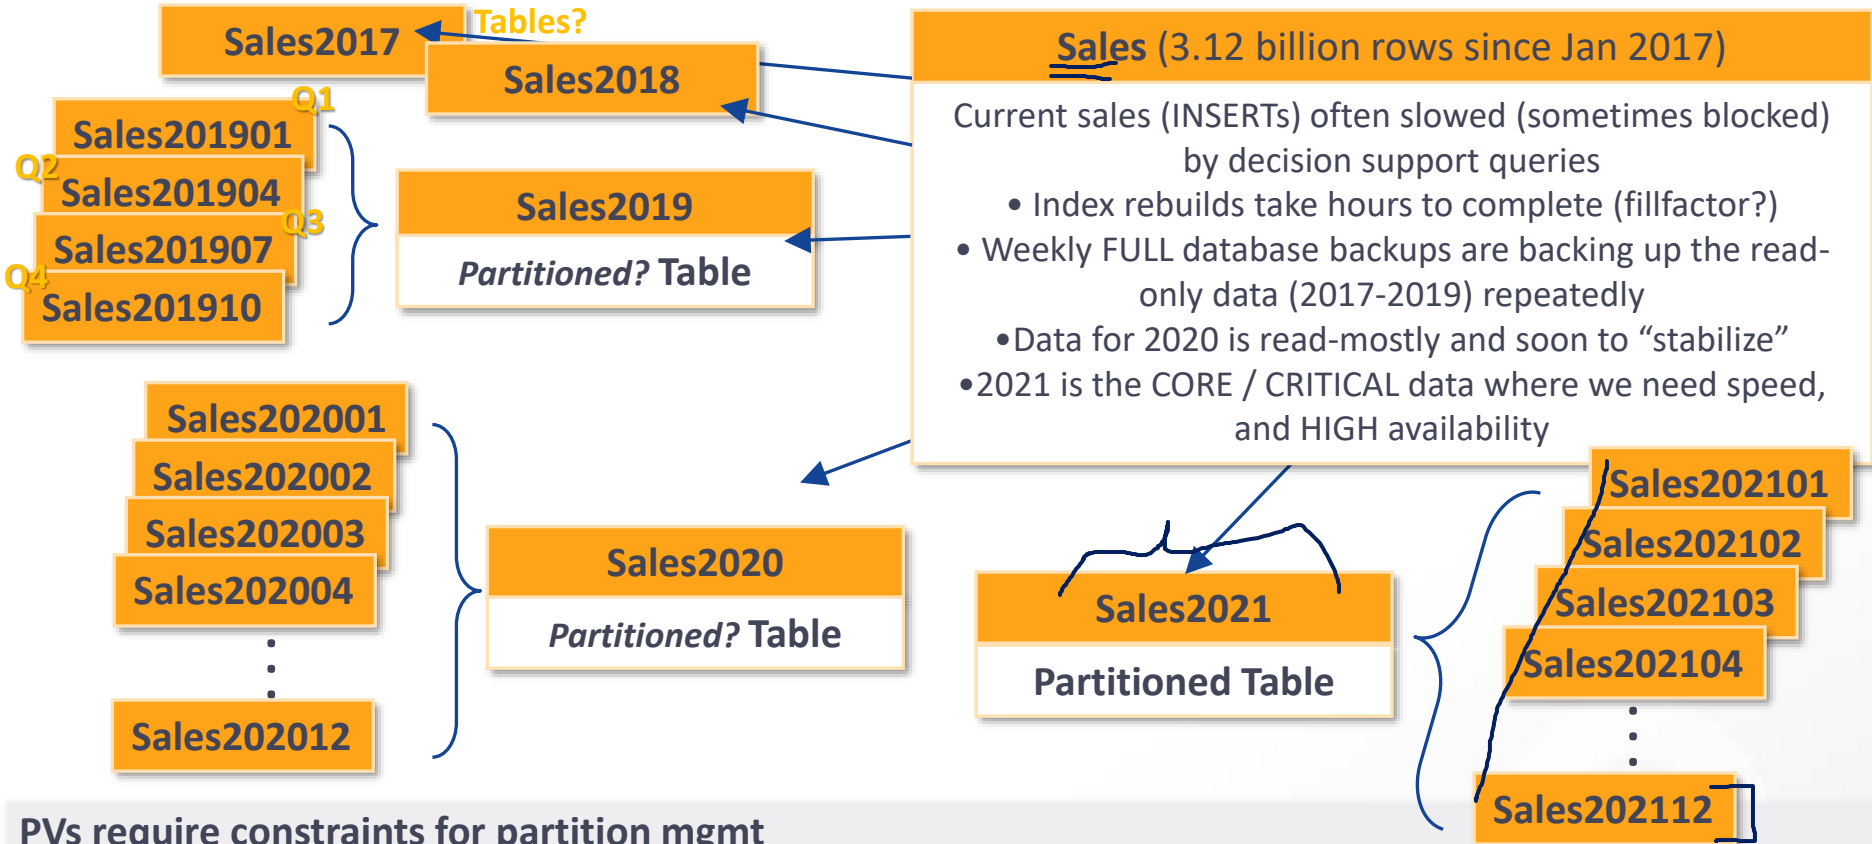 Tables?
Sales2017
Sales2018
Q1
Sales201901
Q2
Sales201904
Q3
Sales201907
Q4
Sales201910
Sales2019
Partitioned? Table
Sales (3.12 billion rows since Jan 2017)
Current sales (INSERTs) often slowed (sometimes blocked)
by decision support queries
• Index rebuilds take hours to complete (fillfactor?)
• Weekly FULL database backups are backing up the read-
only data (2017-2019) repeatedly
•Data for 2020 is read-mostly and soon to “stabilize”
•2021 is the CORE / CRITICAL data where we need speed,
and HIGH availability
Sales202001
Sales202002
Sales202003
Sales202004
Sales202012
Sales2020
Partitioned? Table
Sales2021
Partitioned Table
Sales202101
Sales202102
Sales202103
Sales202104
Sales202112
PVs require constraints for partition mgmt